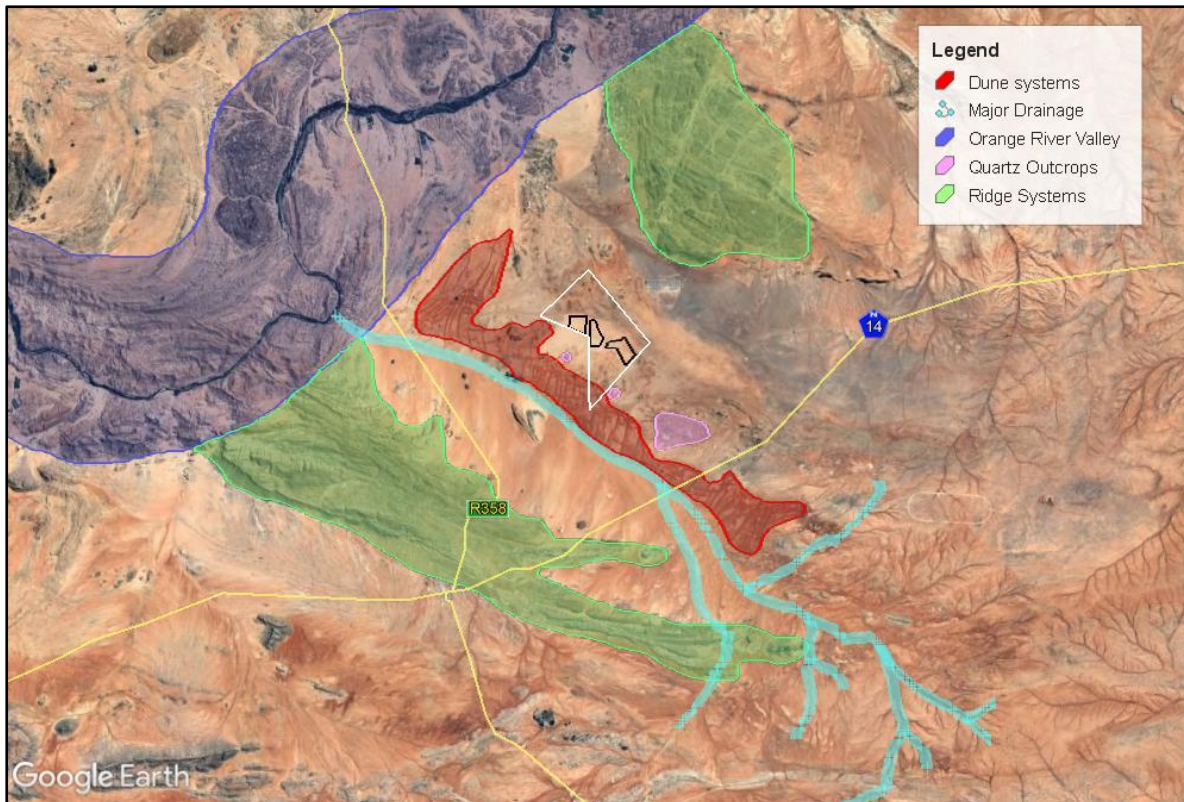 Legend
Dune systems
Major Drainage
Orange River Valley
Quartz Outcrops
Ridge Systems
N
14
R358
Google Earth